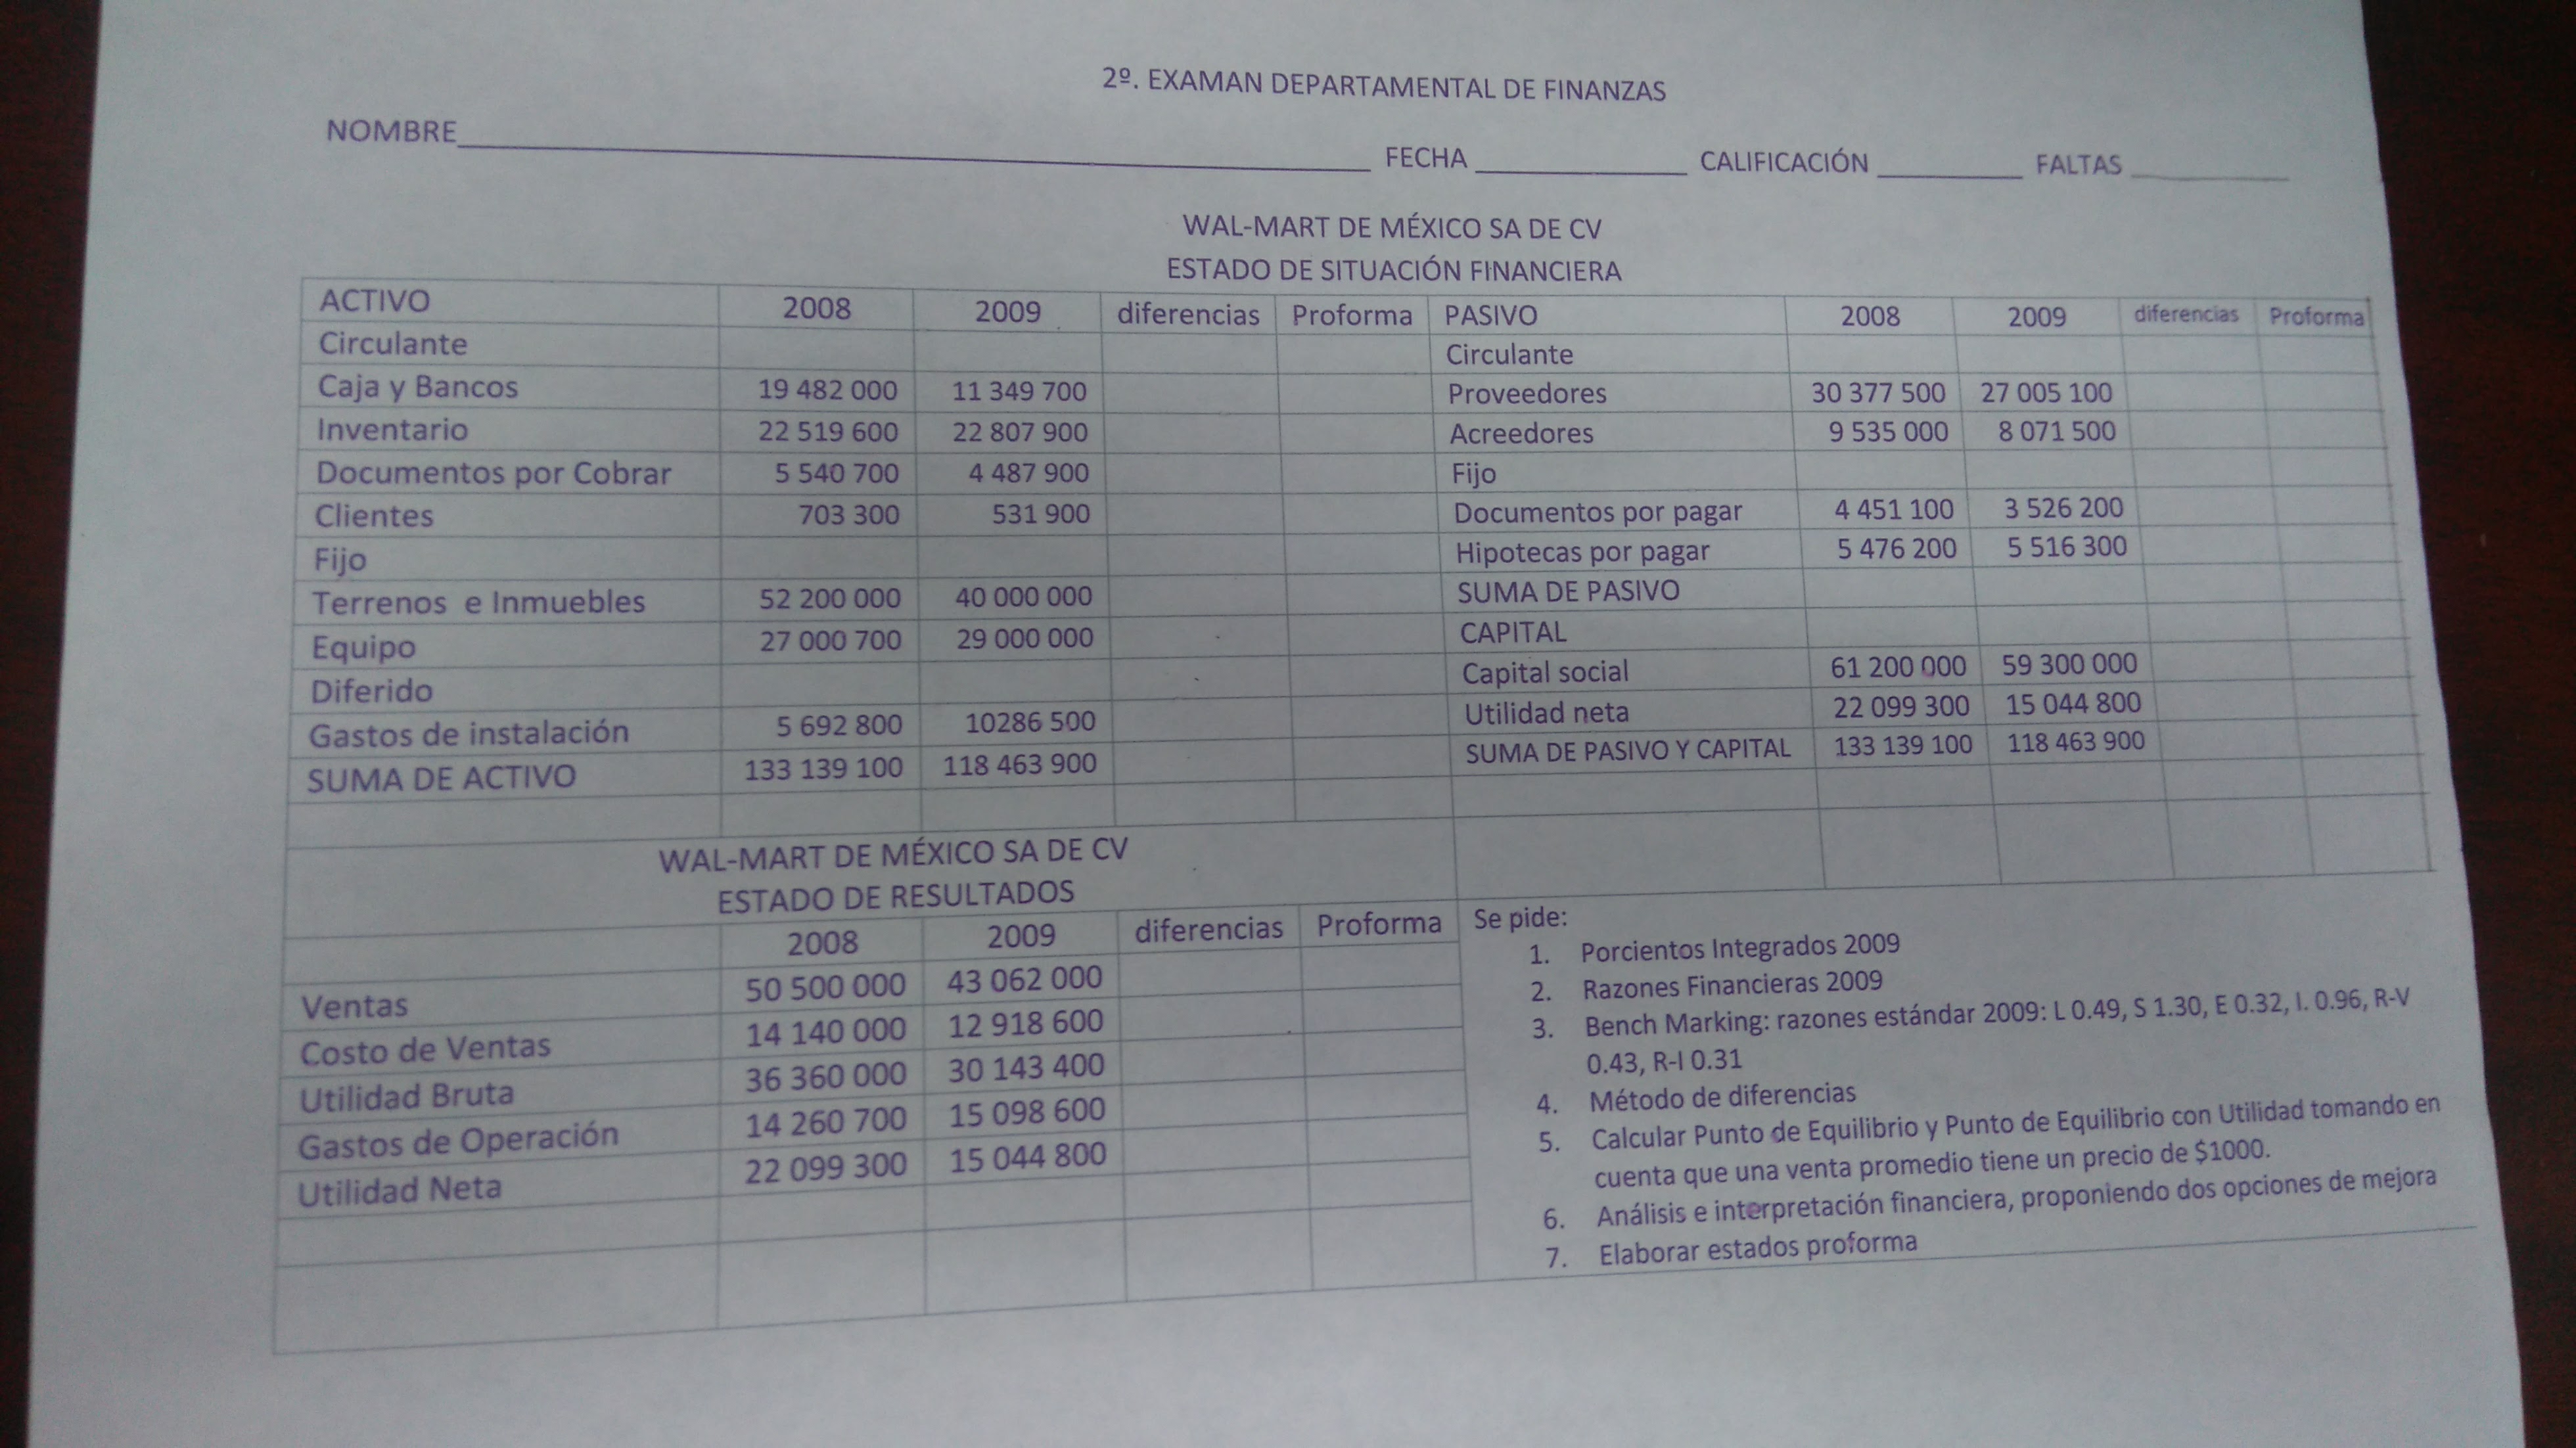 2º. EXAMAN DEPARTAMENTAL DE FINANZAS
NOMBRE FECHA CALIFICACIÓN FALTAS
WAL-MART DE MÉXICO SA DE CV
ESTADO DE SITUACIÓN FINANCIERA
ACTIVO 2008 2009 diferencias Proforma PASIVO 2008 2009 diferencias Proforma
Circulante Circulante
Caja y Bancos 19 482 000 11 349 700 Proveedores 30 377 500 27 005 100
Inventario 22 519 600 22 807 900 Acreedores 9 535 000 8 071 500
Documentos por Cobrar 5 540 700 4 487 900 Fijo
Clientes 703 300 531 900 Documentos por pagar 4 451 100 3 526 200
Fijo Hipotecas por pagar 5 476 200 5 516 300
Terrenos e Inmuebles 52 200 000 40 000 000 SUMA DE PASIVO
Equipo 27 000 700 29 000 000 CAPITAL
Diferido Capital social 61 200 000 59 300 000
Gastos de instalación 5 692 800 10286 500 Utilidad neta 22 099 300 15 044 800
SUMA DE ACTIVO 133 139 100 118 463 900 SUMA DE PASIVO Y CAPITAL 133 139 100 118 463 900
WAL-MART DE MÉXICO SA DE CV
ESTADO DE RESULTADOS
2008 2009 diferencias Proforma
Ventas 50 500 000 43 062 000
Costo de Ventas 14 140 000 12 918 600
Utilidad Bruta 36 360 000 30 143 400
Gastos de Operación 14 260 700 15 098 600
Utilidad Neta 22 099 300 15 044 800
Se pide:
1. Porcientos Integrados 2009
2. Razones Financieras 2009
3. Bench Marking: razones estándar 2009: L 0.49, S 1.30, E 0.32, I. 0.96, R-V
0.43, R-I 0.31
4. Método de diferencias
5. Calcular Punto de Equilibrio y Punto de Equilibrio con Utilidad tomando en
cuenta que una venta promedio tiene un precio de $1000.
6. Análisis e interpretación financiera, proponiendo dos opciones de mejora
7. Elaborar estados proforma